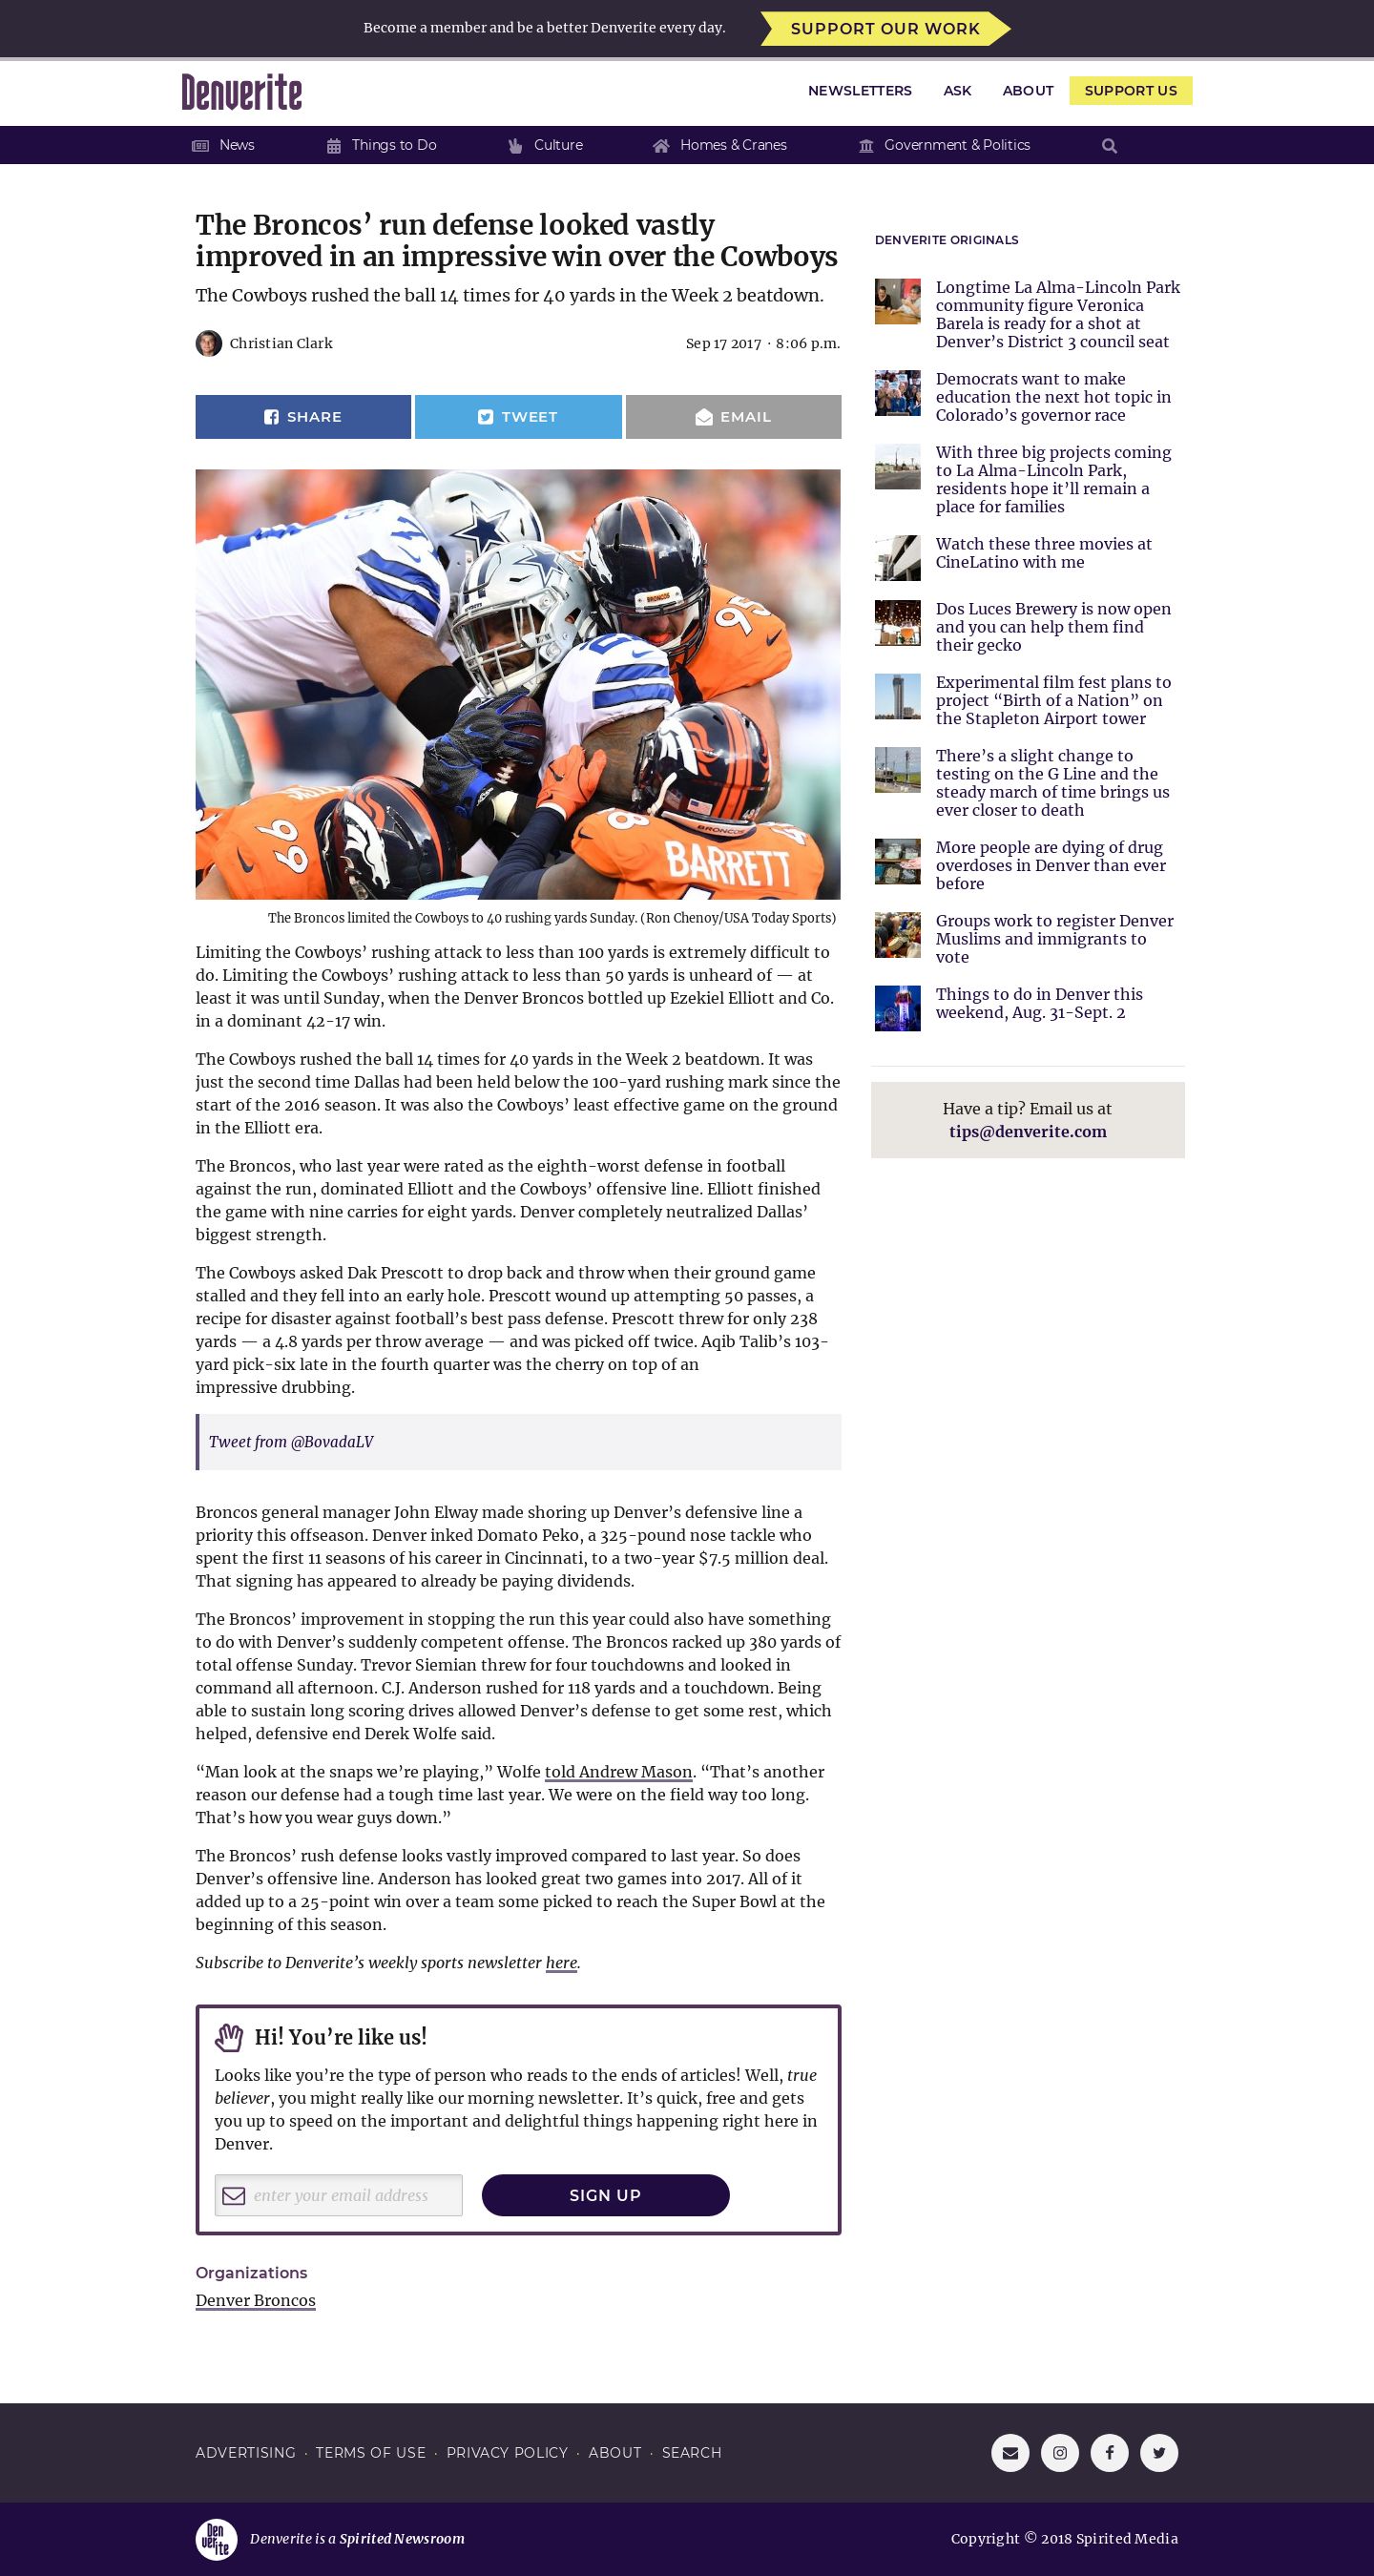 Become a member and be a better Denverite every day.
SUPPORT OUR WORK
Denverite
NEWSLETTERS
ASK
ABOUT
SUPPORT US
News
Things to Do
Culture
Homes & Cranes
Government & Politics
The Broncos’ run defense looked vastly
improved in an impressive win over the Cowboys
The Cowboys rushed the ball 14 times for 40 yards in the Week 2 beatdown.
Christian Clark
Sep 17 2017 · 8:06 p.m.
SHARE
TWEET
EMAIL
95
66
BRONCOS
BARRETT
The Broncos limited the Cowboys to 40 rushing yards Sunday. (Ron Chenoy/USA Today Sports)
Limiting the Cowboys’ rushing attack to less than 100 yards is extremely difficult to
do. Limiting the Cowboys’ rushing attack to less than 50 yards is unheard of — at
least it was until Sunday, when the Denver Broncos bottled up Ezekiel Elliott and Co.
in a dominant 42-17 win.
The Cowboys rushed the ball 14 times for 40 yards in the Week 2 beatdown. It was
just the second time Dallas had been held below the 100-yard rushing mark since the
start of the 2016 season. It was also the Cowboys’ least effective game on the ground
in the Elliott era.
The Broncos, who last year were rated as the eighth-worst defense in football
against the run, dominated Elliott and the Cowboys’ offensive line. Elliott finished
the game with nine carries for eight yards. Denver completely neutralized Dallas’
biggest strength.
The Cowboys asked Dak Prescott to drop back and throw when their ground game
stalled and they fell into an early hole. Prescott wound up attempting 50 passes, a
recipe for disaster against football’s best pass defense. Prescott threw for only 238
yards — a 4.8 yards per throw average — and was picked off twice. Aqib Talib’s 103-
yard pick-six late in the fourth quarter was the cherry on top of an
impressive drubbing.
Tweet from @BovadaLV
Broncos general manager John Elway made shoring up Denver’s defensive line a
priority this offseason. Denver inked Domato Peko, a 325-pound nose tackle who
spent the first 11 seasons of his career in Cincinnati, to a two-year $7.5 million deal.
That signing has appeared to already be paying dividends.
The Broncos’ improvement in stopping the run this year could also have something
to do with Denver’s suddenly competent offense. The Broncos racked up 380 yards of
total offense Sunday. Trevor Siemian threw for four touchdowns and looked in
command all afternoon. C.J. Anderson rushed for 118 yards and a touchdown. Being
able to sustain long scoring drives allowed Denver’s defense to get some rest, which
helped, defensive end Derek Wolfe said.
“Man look at the snaps we’re playing,” Wolfe told Andrew Mason. “That’s another
reason our defense had a tough time last year. We were on the field way too long.
That’s how you wear guys down.”
The Broncos’ rush defense looks vastly improved compared to last year. So does
Denver’s offensive line. Anderson has looked great two games into 2017. All of it
added up to a 25-point win over a team some picked to reach the Super Bowl at the
beginning of this season.
Subscribe to Denverite’s weekly sports newsletter here.
Hi! You’re like us!
Looks like you’re the type of person who reads to the ends of articles! Well, true
believer, you might really like our morning newsletter. It’s quick, free and gets
you up to speed on the important and delightful things happening right here in
Denver.
enter your email address
SIGN UP
Organizations
Denver Broncos
DENVERITE ORIGINALS
Longtime La Alma-Lincoln Park
community figure Veronica
Barela is ready for a shot at
Denver’s District 3 council seat
Democrats want to make
education the next hot topic in
Colorado’s governor race
With three big projects coming
to La Alma-Lincoln Park,
residents hope it’ll remain a
place for families
Watch these three movies at
CineLatino with me
Dos Luces Brewery is now open
and you can help them find
their gecko
Experimental film fest plans to
project “Birth of a Nation” on
the Stapleton Airport tower
There’s a slight change to
testing on the G Line and the
steady march of time brings us
ever closer to death
More people are dying of drug
overdoses in Denver than ever
before
Groups work to register Denver
Muslims and immigrants to
vote
Things to do in Denver this
weekend, Aug. 31-Sept. 2
Have a tip? Email us at
tips@denverite.com
ADVERTISING · TERMS OF USE · PRIVACY POLICY · ABOUT · SEARCH
Den
ver
ite
Denverite is a Spirited Newsroom
Copyright © 2018 Spirited Media